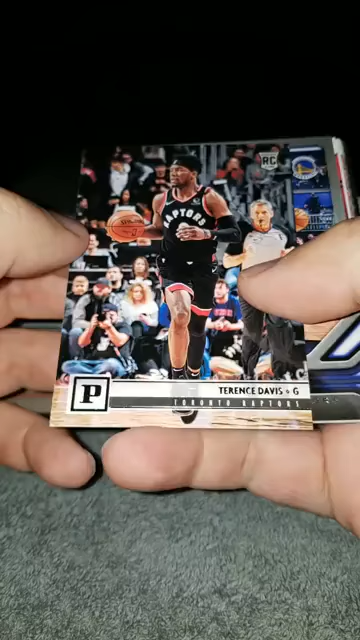 RC
RAPTORS
P
TERENCE DAVIS • G
TORONTO RAPTORS